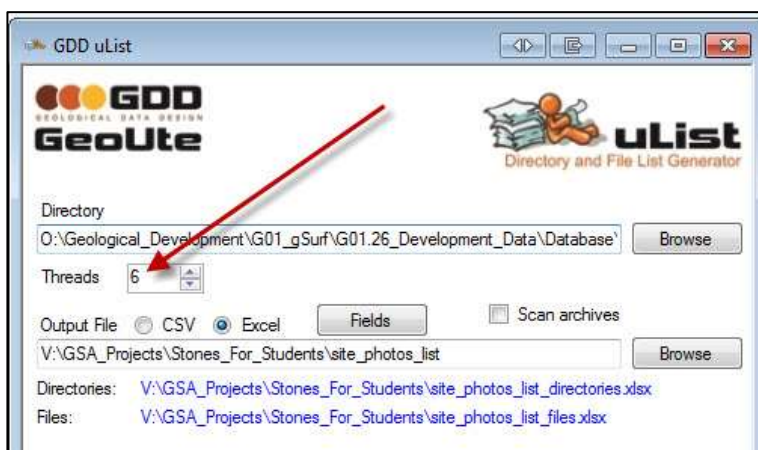 GDD uList
GDD
GEOLOGICAL DATA DESIGN
GeoUte
uList
Directory and File List Generator
Directory
O:\Geological_Development\G01_gSurf\G01.26_Development_Data\Database\
Browse
Threads
6
Output File
CSV
Excel
Fields
Scan archives
V:\GSA_Projects\Stones_For_Students\site_photos_list
Browse
Directories: V:\GSA_Projects\Stones_For_Students\site_photos_list_directories.xlsx
Files: V:\GSA_Projects\Stones_For_Students\site_photos_list_files.xlsx